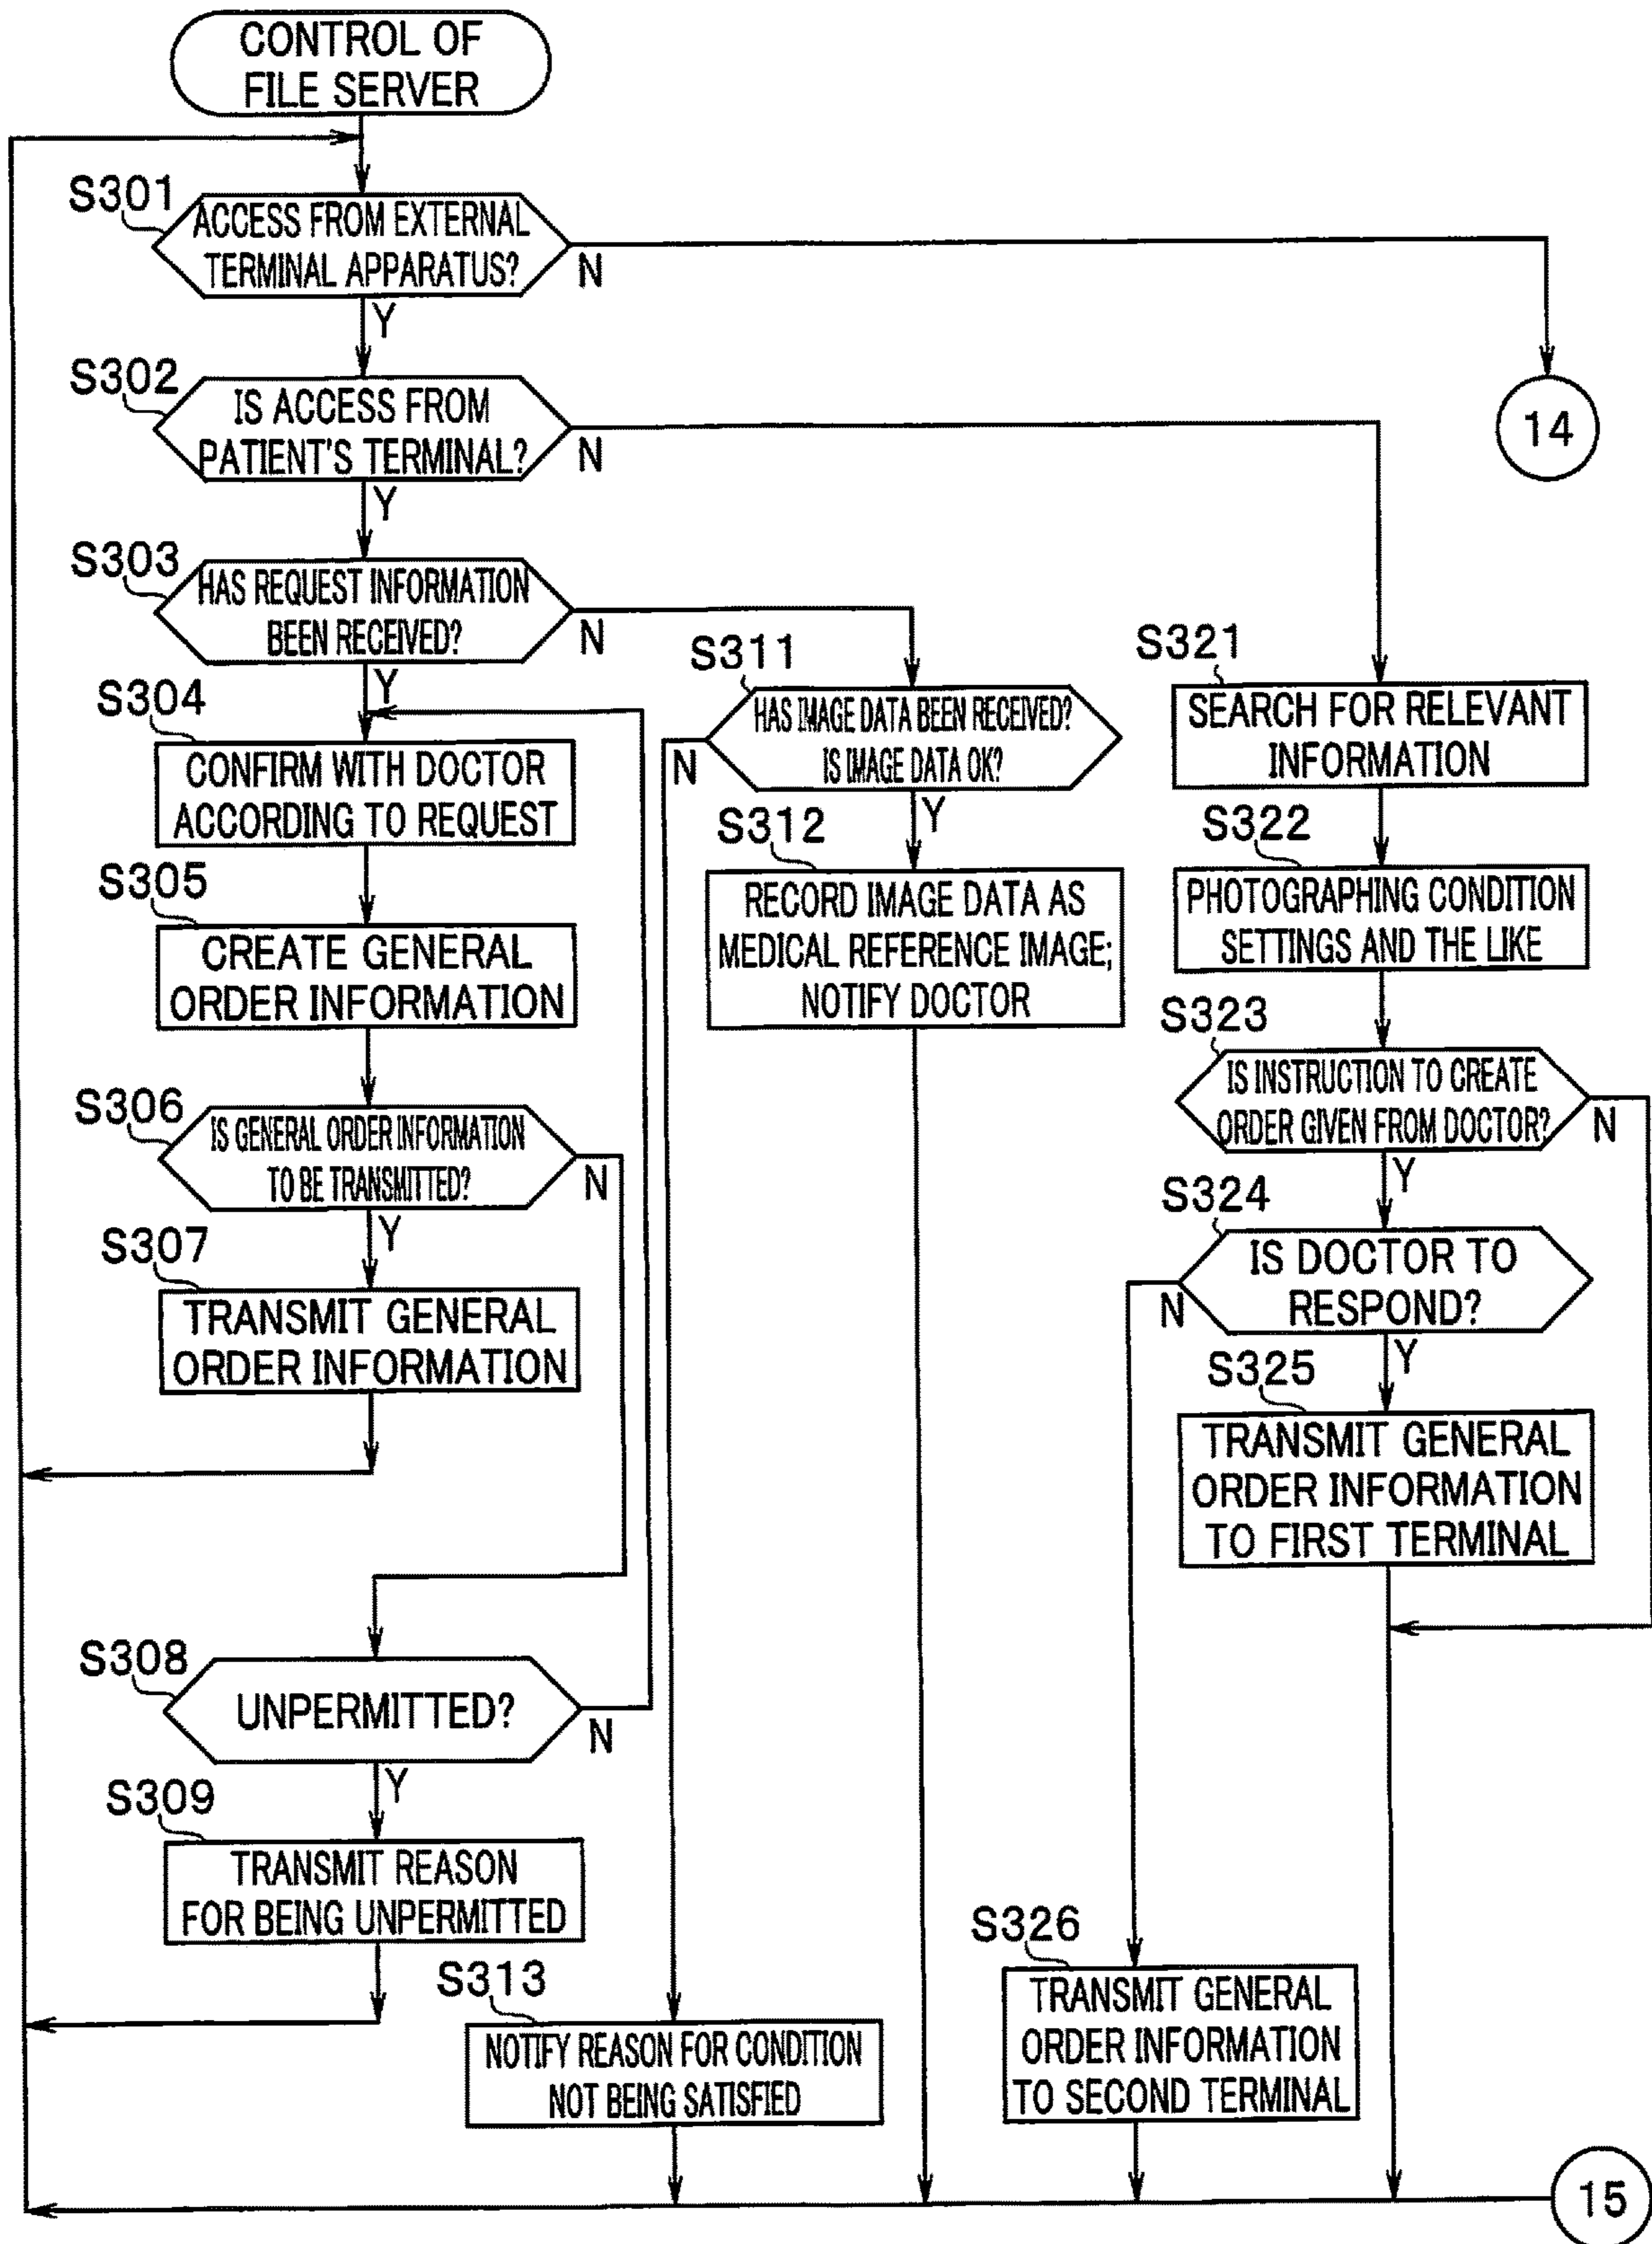 CONTROL OF
FILE SERVER
S301
ACCESS FROM EXTERNAL
TERMINAL APPARATUS?
N
Y
14
S302
IS ACCESS FROM
PATIENT'S TERMINAL?
N
Y
S303
HAS REQUEST INFORMATION
BEEN RECEIVED?
N
Y
S304
CONFIRM WITH DOCTOR
ACCORDING TO REQUEST
S305
CREATE GENERAL
ORDER INFORMATION
S306
IS GENERAL ORDER INFORMATION
TO BE TRANSMITTED?
N
Y
S307
TRANSMIT GENERAL
ORDER INFORMATION
S308
UNPERMITTED?
N
Y
S309
TRANSMIT REASON
FOR BEING UNPERMITTED
S311
HAS IMAGE DATA BEEN RECEIVED?
IS IMAGE DATA OK?
N
Y
S312
RECORD IMAGE DATA AS
MEDICAL REFERENCE IMAGE;
NOTIFY DOCTOR
S313
NOTIFY REASON FOR CONDITION
NOT BEING SATISFIED
S321
SEARCH FOR RELEVANT
INFORMATION
S322
PHOTOGRAPHING CONDITION
SETTINGS AND THE LIKE
S323
IS INSTRUCTION TO CREATE
ORDER GIVEN FROM DOCTOR?
N
Y
S324
IS DOCTOR TO
RESPOND?
N
Y
S325
TRANSMIT GENERAL
ORDER INFORMATION
TO FIRST TERMINAL
S326
TRANSMIT GENERAL
ORDER INFORMATION
TO SECOND TERMINAL
15